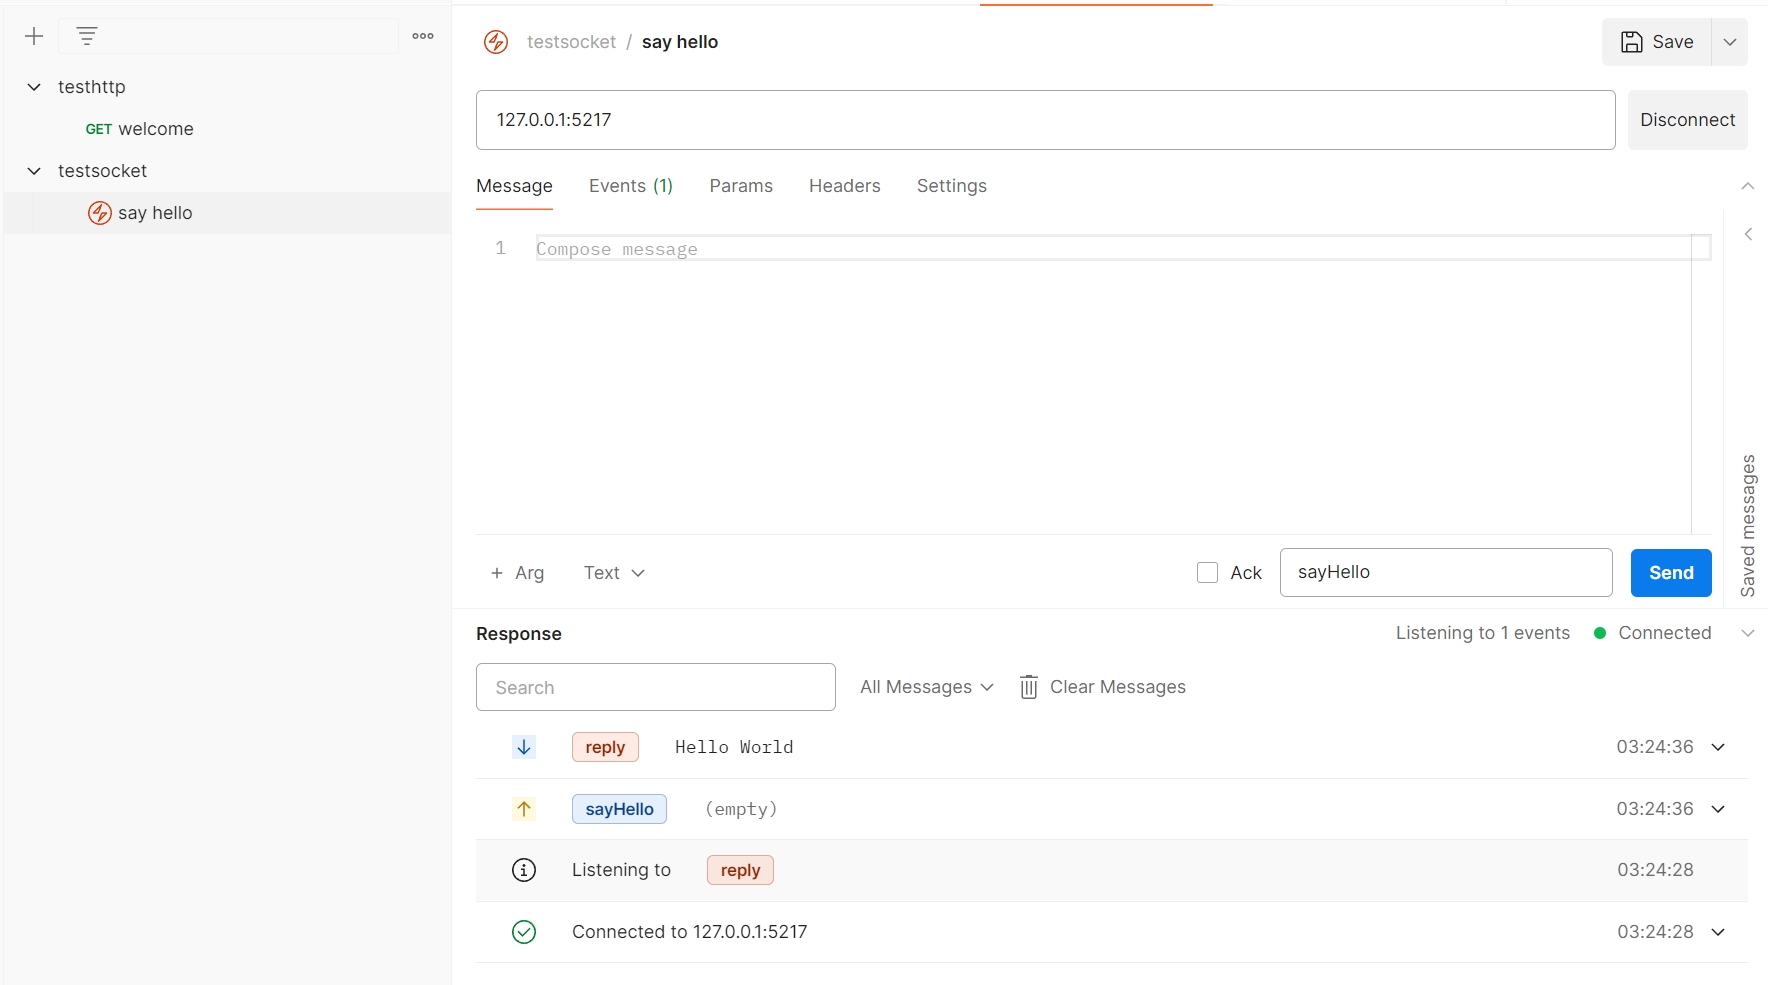 testhttp
GET welcome
testsocket
say hello
testsocket / say hello
Save
127.0.0.1:5217
Disconnect
Message
Events (1)
Params
Headers
Settings
1
Compose message
Saved messages
+ Arg
Text
Ack
sayHello
Send
Response
Listening to 1 events
Connected
Search
All Messages
Clear Messages
reply Hello World 03:24:36
sayHello (empty) 03:24:36
Listening to reply 03:24:28
Connected to 127.0.0.1:5217 03:24:28